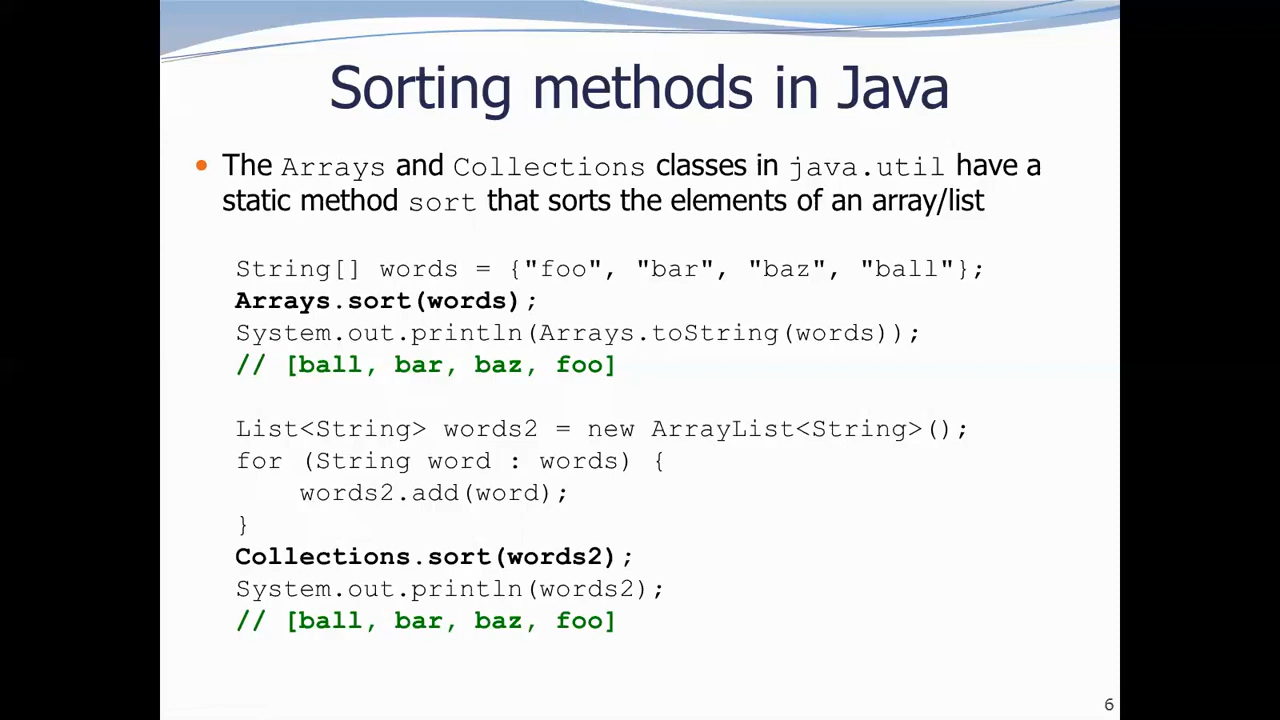 Sorting methods in Java
• The Arrays and Collections classes in java.util have a
static method sort that sorts the elements of an array/list
String[] words = {"foo", "bar", "baz", "ball"};
Arrays.sort(words);
System.out.println(Arrays.toString(words));
// [ball, bar, baz, foo]
List<String> words2 = new ArrayList<String>();
for (String word : words) {
    words2.add(word);
}
Collections.sort(words2);
System.out.println(words2);
// [ball, bar, baz, foo]
6